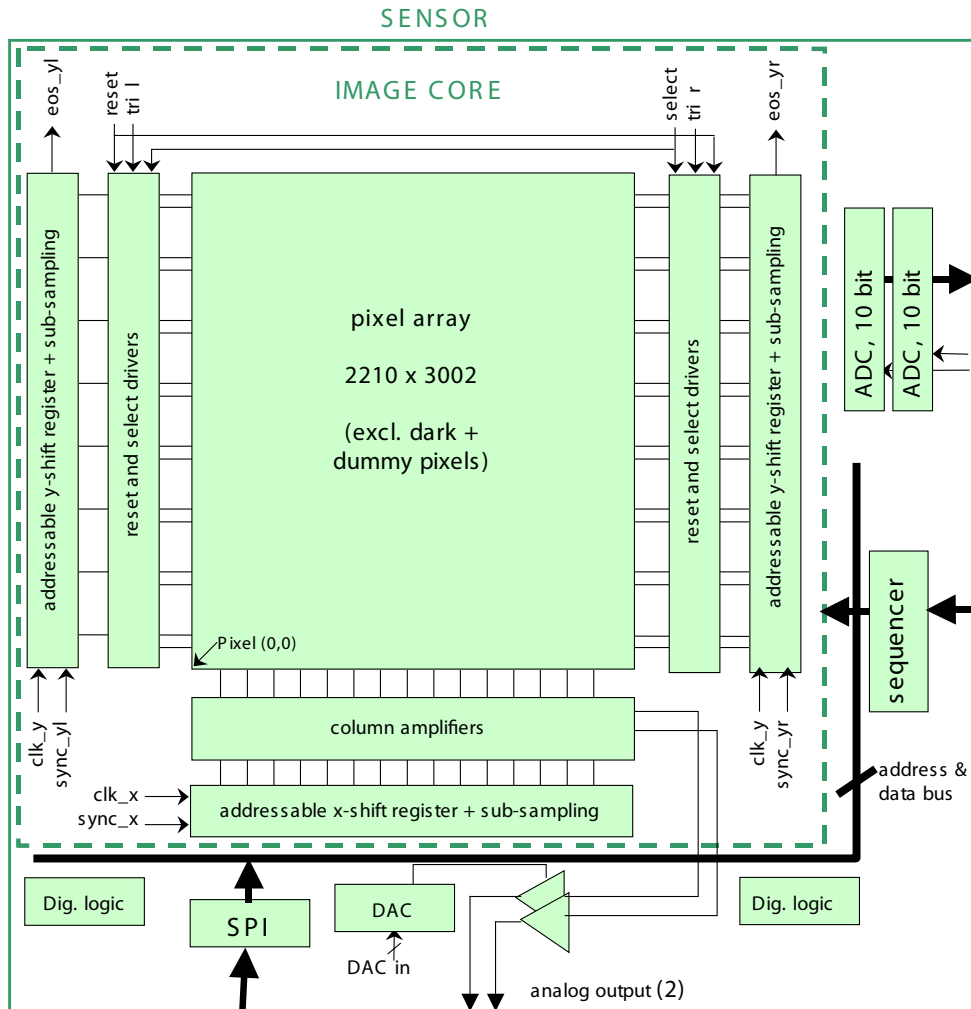 SENSOR
IMAGE CORE
eos_yl
reset
tri_l
select
tri_r
eos_yr
addressable y-shift register + sub-sampling
reset and select drivers
pixel array
2210 x 3002
(excl. dark +
dummy pixels)
reset and select drivers
addressable y-shift register + sub-sampling
ADC, 10 bit
ADC, 10 bit
sequencer
Pixel (0,0)
clk_y
sync_yl
column amplifiers
clk_y
sync_yr
address &
data bus
clk_x
sync_x
addressable x-shift register + sub-sampling
Dig. logic
SPI
DAC
DAC in
Dig. logic
analog output (2)